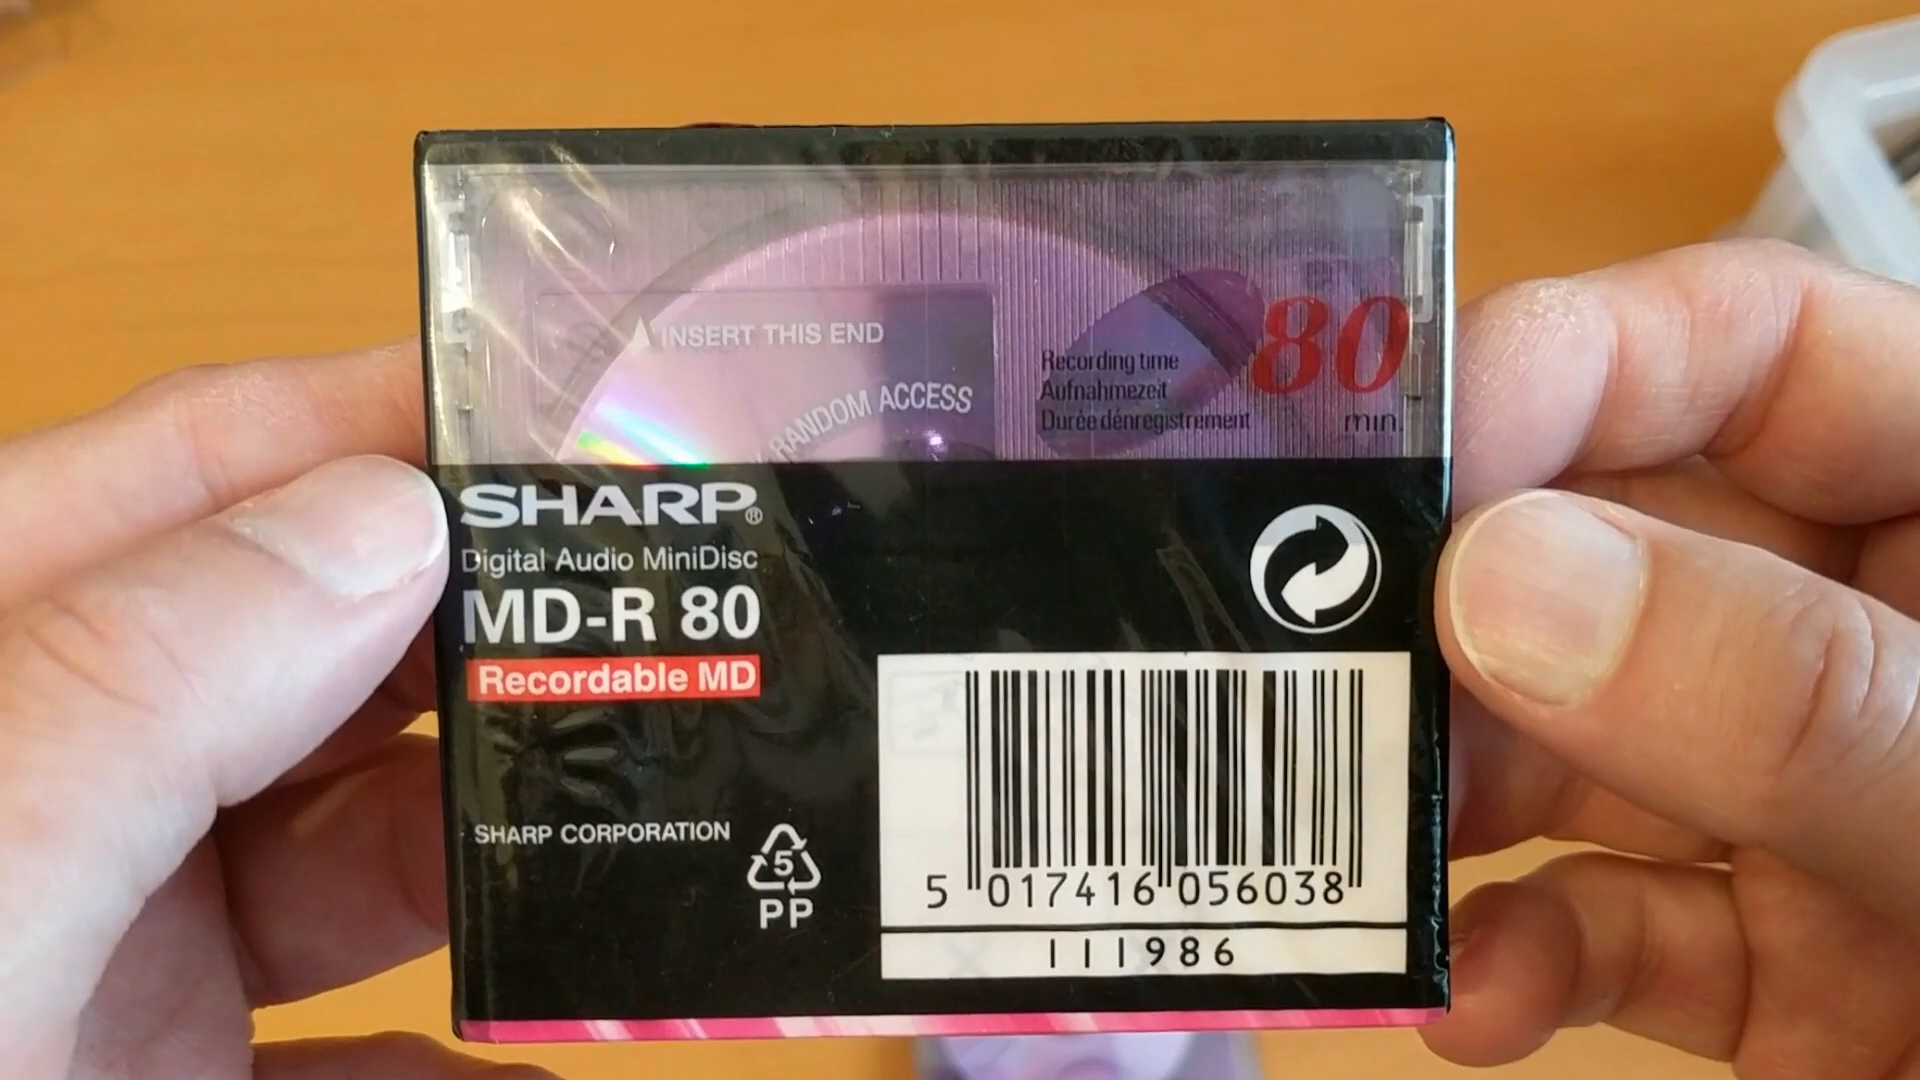 INSERT THIS END
RANDOM ACCESS
80
Recording time
Aufnahmezeit
Durée dénregistrement
min.
SHARP®
Digital Audio MiniDisc
MD-R 80
Recordable MD
SHARP CORPORATION
5
PP
5 017416 056038
111986